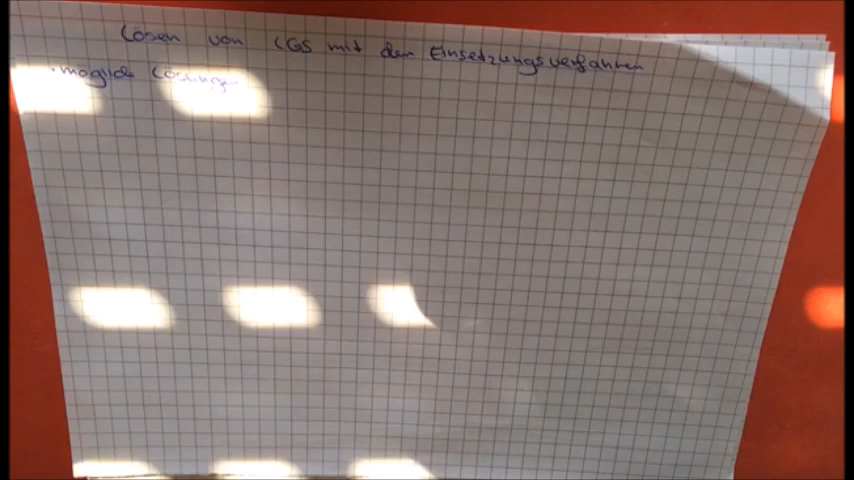 Lösen von LGS mit dem Einsetzungsverfahren
· mögliche Lösungen